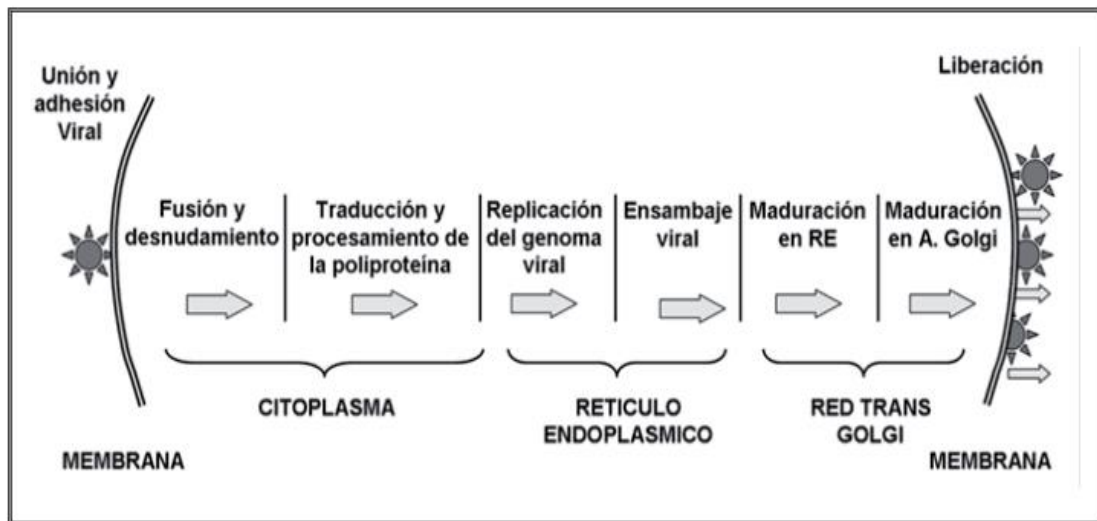 Unión y
adhesión
Viral
Fusión y
desnudamiento
Traducción y
procesamiento de
la poliproteína
Replicación
del genoma
viral
Ensambaje
viral
Maduración
en RE
Maduración
en A. Golgi
Liberación
CITOPLASMA
RETICULO
ENDOPLASMICO
RED TRANS
GOLGI
MEMBRANA
MEMBRANA